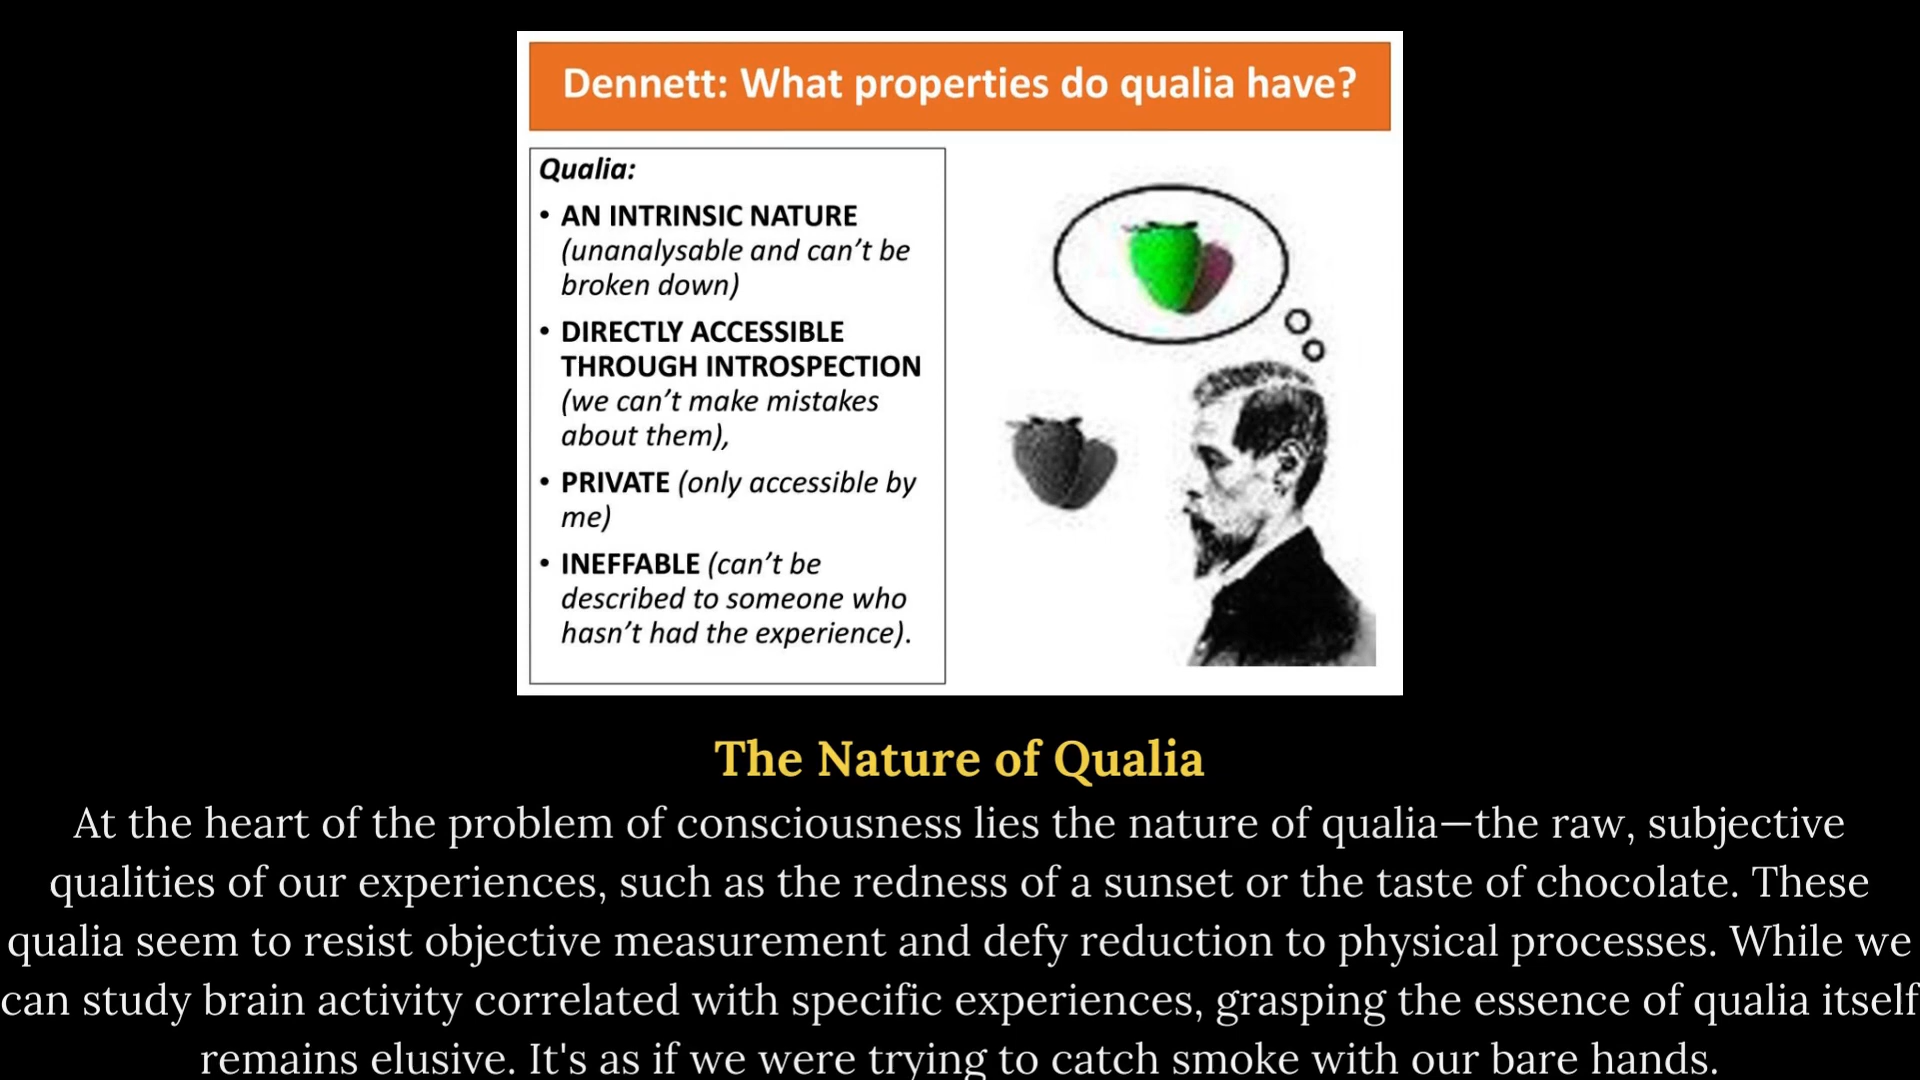 Dennett: What properties do qualia have?
Qualia:
• AN INTRINSIC NATURE
(unanalysable and can't be
broken down)
• DIRECTLY ACCESSIBLE
THROUGH INTROSPECTION
(we can't make mistakes
about them),
• PRIVATE (only accessible by
me)
• INEFFABLE (can't be
described to someone who
hasn't had the experience).
The Nature of Qualia
At the heart of the problem of consciousness lies the nature of qualia—the raw, subjective
qualities of our experiences, such as the redness of a sunset or the taste of chocolate. These
qualia seem to resist objective measurement and defy reduction to physical processes. While we
can study brain activity correlated with specific experiences, grasping the essence of qualia itself
remains elusive. It's as if we were trying to catch smoke with our bare hands.